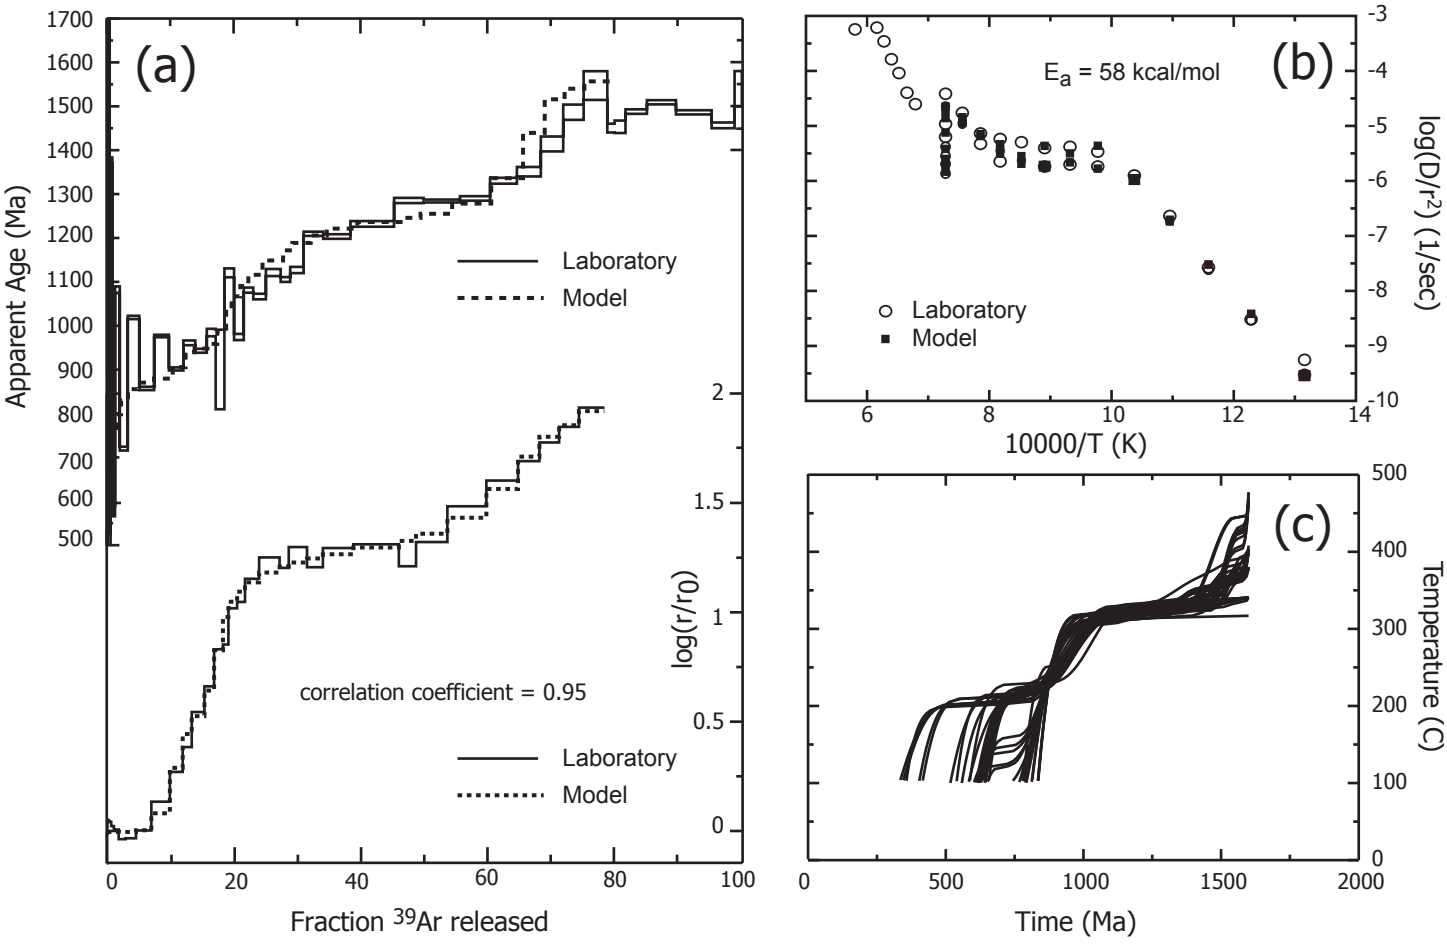 (a)
1700
1600
1500
1400
1300
1200
1100
1000
900
800
700
600
500
Apparent Age (Ma)
Laboratory
Model
2
1.5
1
0.5
0
log(r/r0)
correlation coefficient = 0.95
Laboratory
Model
0 20 40 60 80 100
Fraction 39Ar released
(b)
Ea = 58 kcal/mol
-3
-4
-5
-6
-7
-8
-9
-10
log(D/r2) (1/sec)
Laboratory
Model
6 8 10 12 14
10000/T (K)
(c)
500
400
300
200
100
0
Temperature (C)
0 500 1000 1500 2000
Time (Ma)